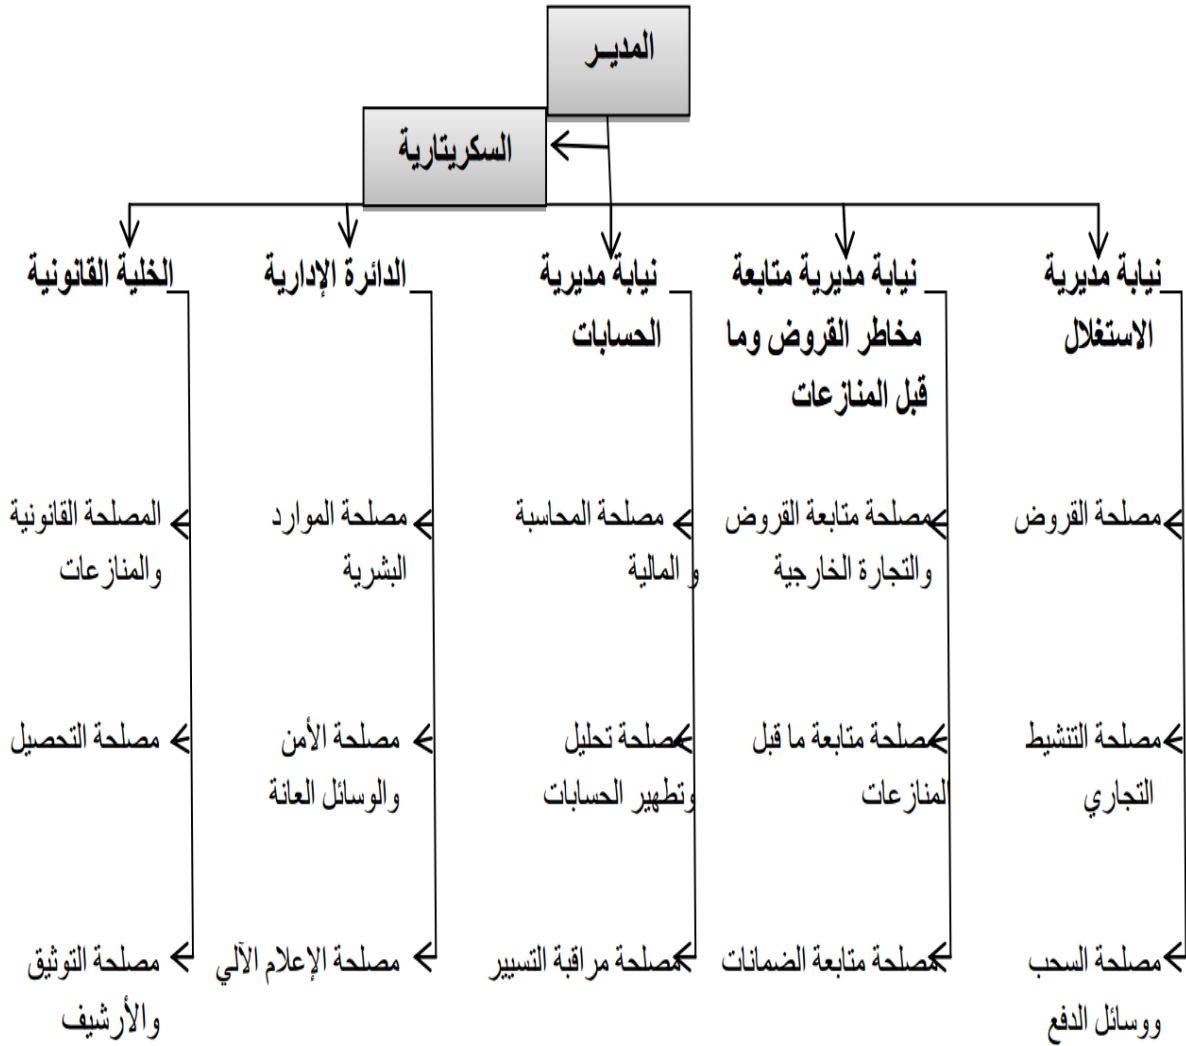 المديـر
السكريتارية
نيابة مديرية
الاستغلال
مصلحة القروض
مصلحة التنشيط
التجاري
مصلحة السحب
ووسائل الدفع
نيابة مديرية متابعة
مخاطر القروض وما
قبل المنازعات
مصلحة متابعة القروض
والتجارة الخارجية
مصلحة متابعة ما قبل
المنازعات
مصلحة متابعة الضمانات
نيابة مديرية
الحسابات
مصلحة المحاسبة
و المالية
مصلحة تحليل
وتطهير الحسابات
مصلحة مراقبة التسيير
الدائرة الإدارية
مصلحة الموارد
البشرية
مصلحة الأمن
والوسائل العانة
مصلحة الإعلام الآلي
الخلية القانونية
المصلحة القانونية
والمنازعات
مصلحة التحصيل
مصلحة التوثيق
والأرشيف